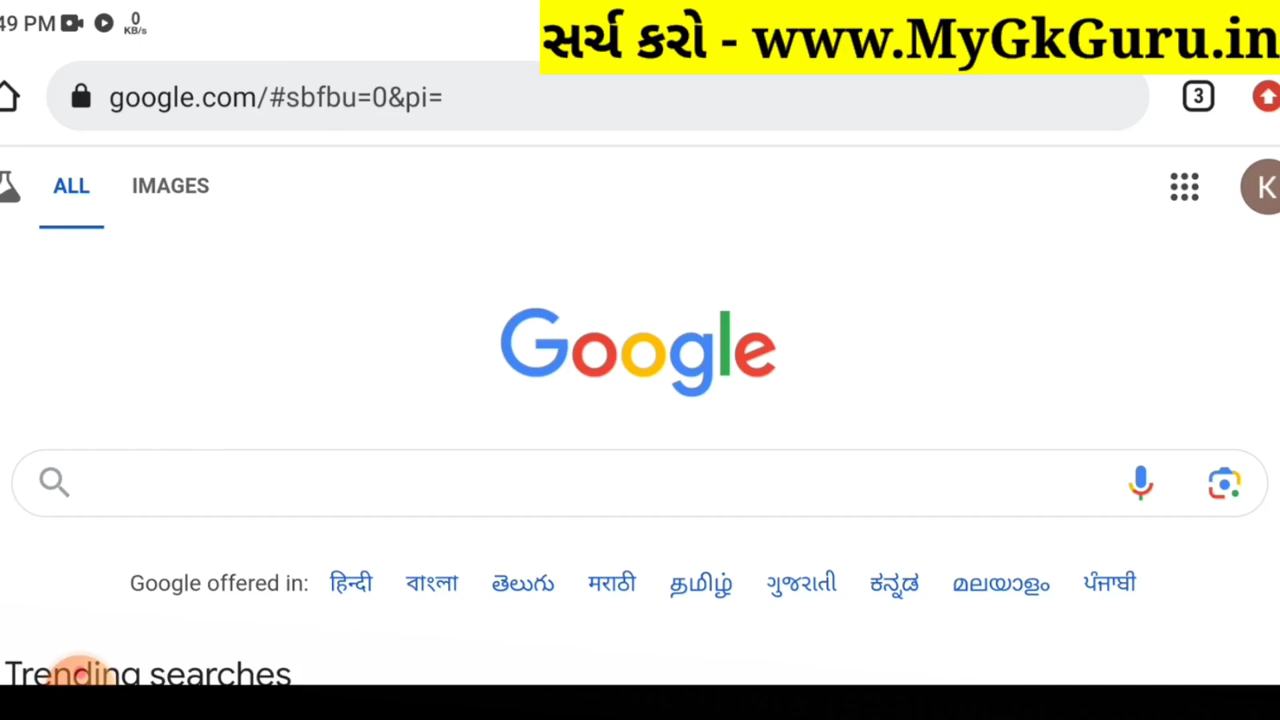 49 PM 0 KB/s
સર્ચ કરો - www.MyGkGuru.in
google.com/#sbfbu=0&pi=
3
ALL IMAGES
K
Google
Google offered in: हिन्दी বাংলা తెలుగు मराठी தமிழ் ગુજરાતી ಕನ್ನಡ മലയാളം ਪੰਜਾਬੀ
Trending searches